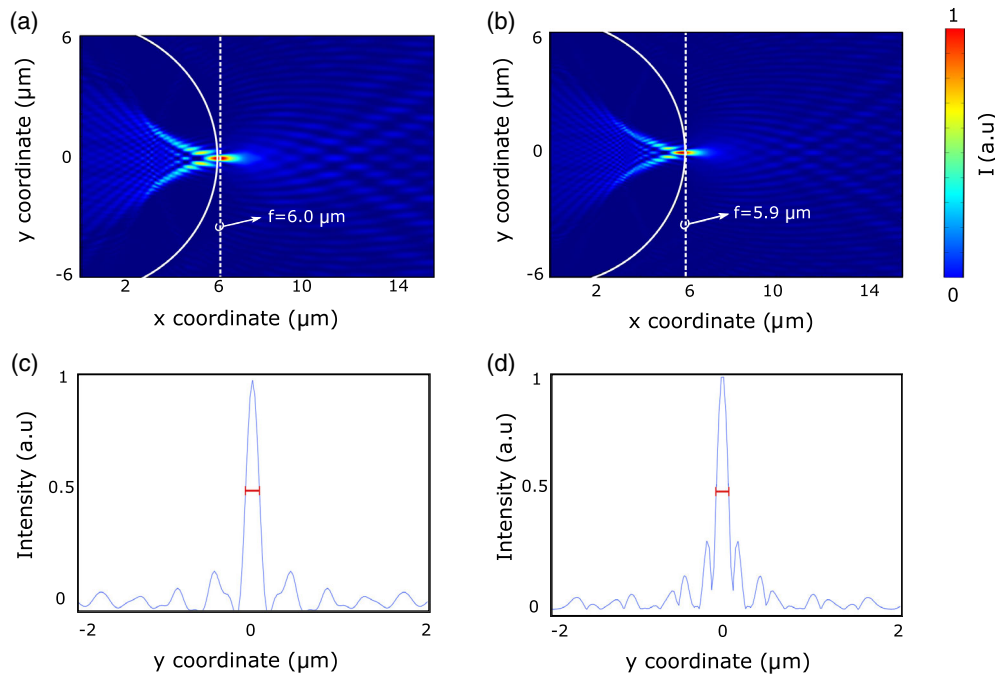 (a)
6
0
-6
y coordinate (µm)
2
6
10
14
x coordinate (µm)
f=6.0 µm
(b)
6
0
-6
y coordinate (µm)
2
6
10
14
x coordinate (µm)
f=5.9 µm
1
0
I (a.u)
(c)
1
0.5
0
Intensity (a.u)
-2
0
2
y coordinate (µm)
(d)
1
0.5
0
Intensity (a.u)
-2
0
2
y coordinate (µm)